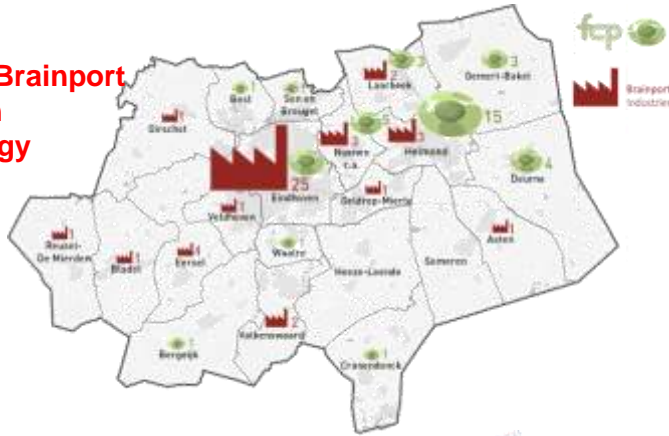 Brainport
gy
fcp
Brainport
Industries
3
2
Laarbeek
3
Gemert-Bakel
1
Best
Son en
Breugel
1
Oirschot
15
3
Helmond
5
3
Nuenen
c.a.
25
Eindhoven
4
Deurne
1
Geldrop-Mierlo
1
Veldhoven
1
Asten
1
Reusel-
De Mierden
1
Bladel
Eersel
1
Waalre
Heeze-Leende
Someren
2
Valkenswaard
1
Bergeijk
1
Cranendonck